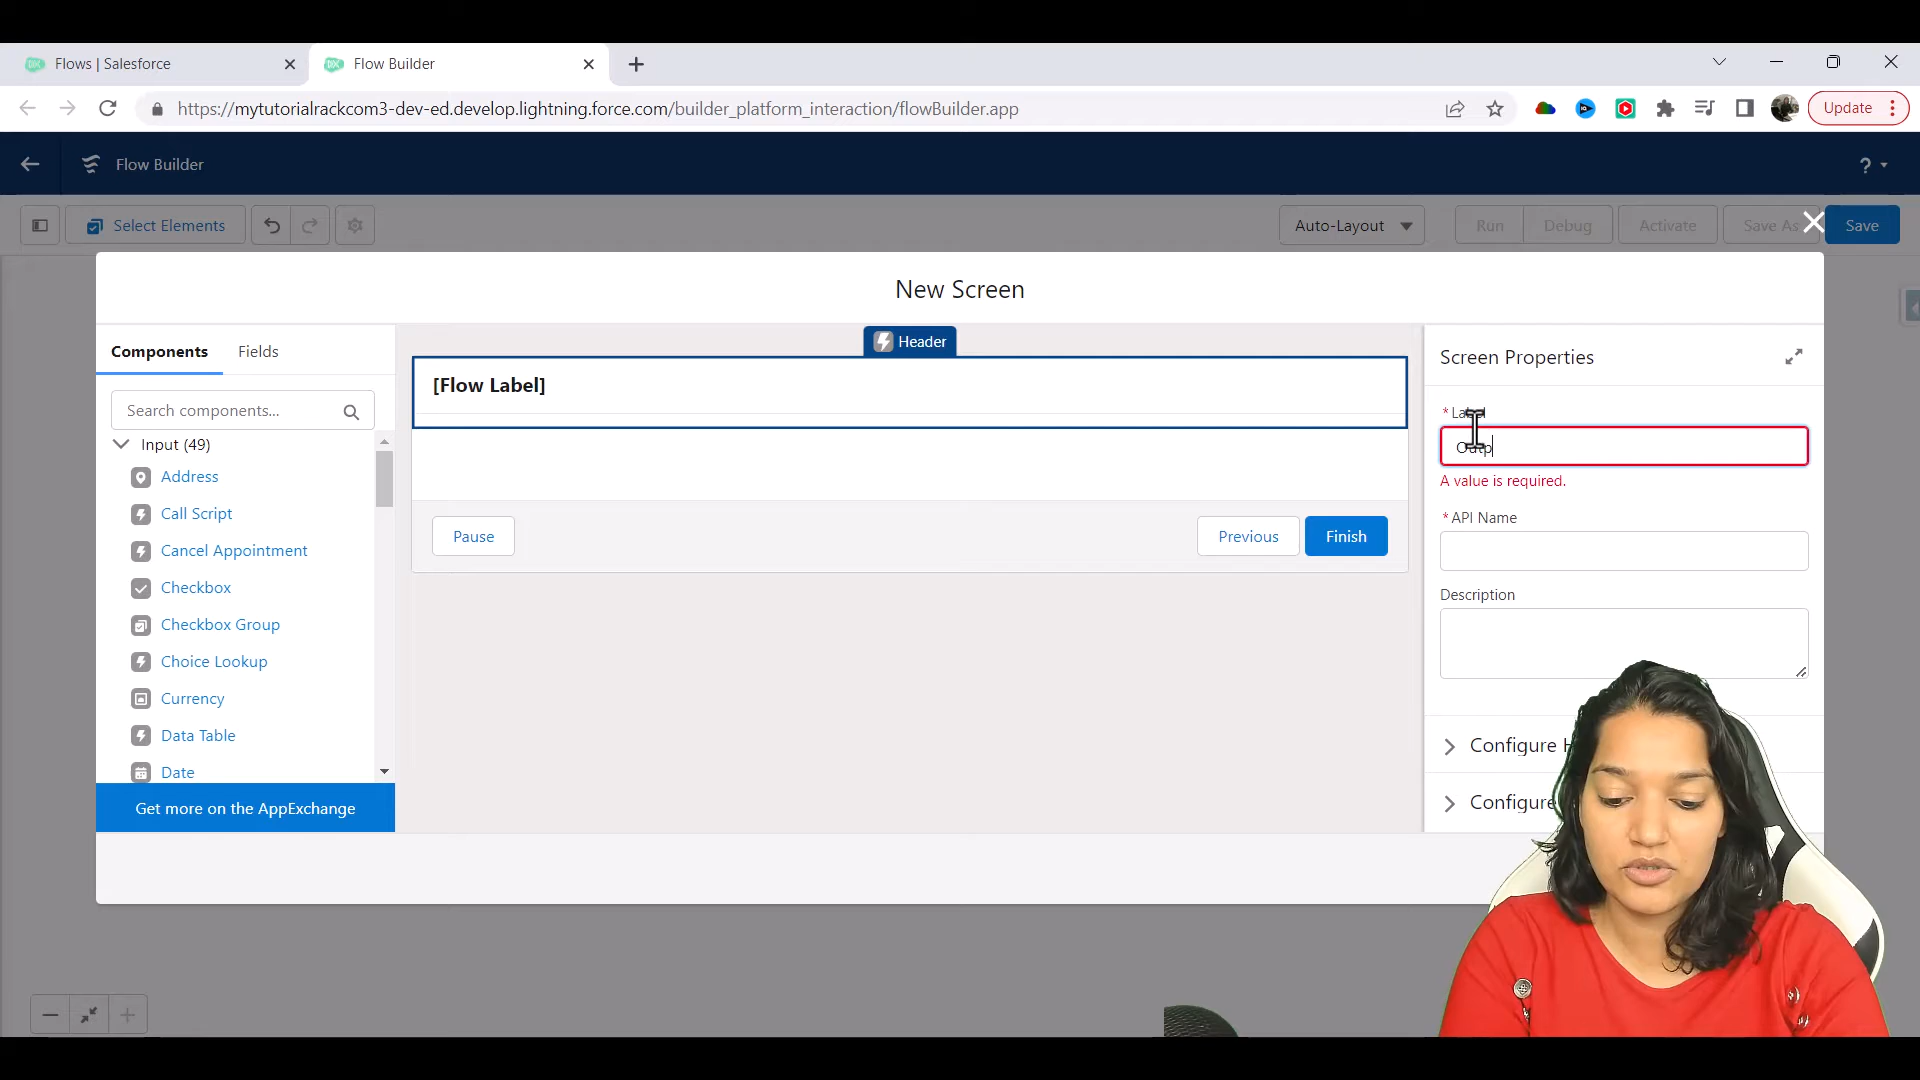 Flows | Salesforce
Flow Builder
https://mytutorialrackcom3-dev-ed.develop.lightning.force.com/builder_platform_interaction/flowBuilder.app
Update
Flow Builder
?
Select Elements
Auto-Layout
Run
Debug
Activate
Save As
Save
New Screen
Components
Fields
Search components...
Input (49)
Address
Call Script
Cancel Appointment
Checkbox
Checkbox Group
Choice Lookup
Currency
Data Table
Date
Get more on the AppExchange
Header
[Flow Label]
Pause
Previous
Finish
Screen Properties
* Label
Outp
A value is required.
* API Name
Description
Configure
Configure